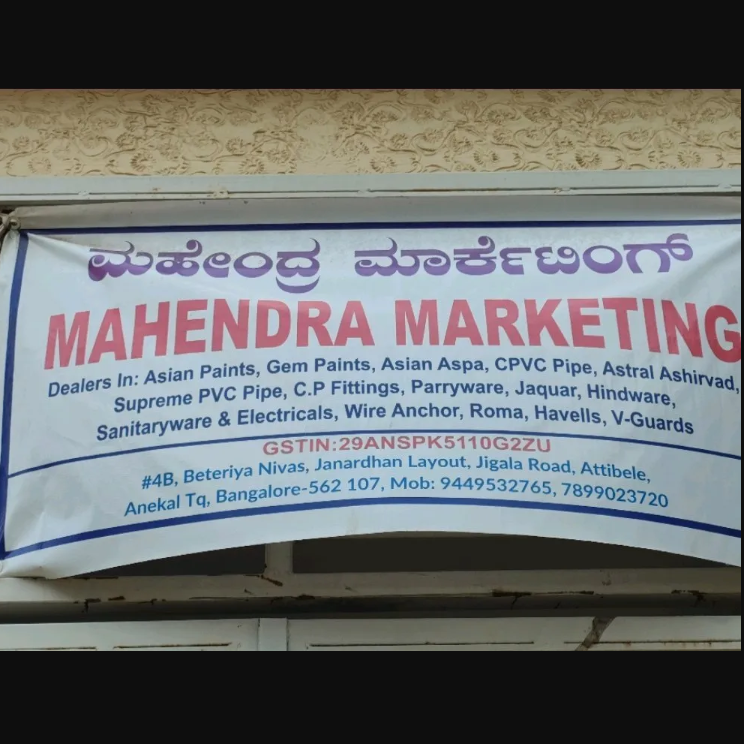 ಮಹೇಂದ್ರ ಮಾರ್ಕೆಟಿಂಗ್
MAHENDRA MARKETING
Dealers In: Asian Paints, Gem Paints, Asian Aspa, CPVC Pipe, Astral Ashirvad,
Supreme PVC Pipe, C.P Fittings, Parryware, Jaquar, Hindware,
Sanitaryware & Electricals, Wire Anchor, Roma, Havells, V-Guards
GSTIN:29ANSPK5110G2ZU
#4B, Beteriya Nivas, Janardhan Layout, Jigala Road, Attibele,
Anekal Tq, Bangalore-562 107, Mob: 9449532765, 7899023720